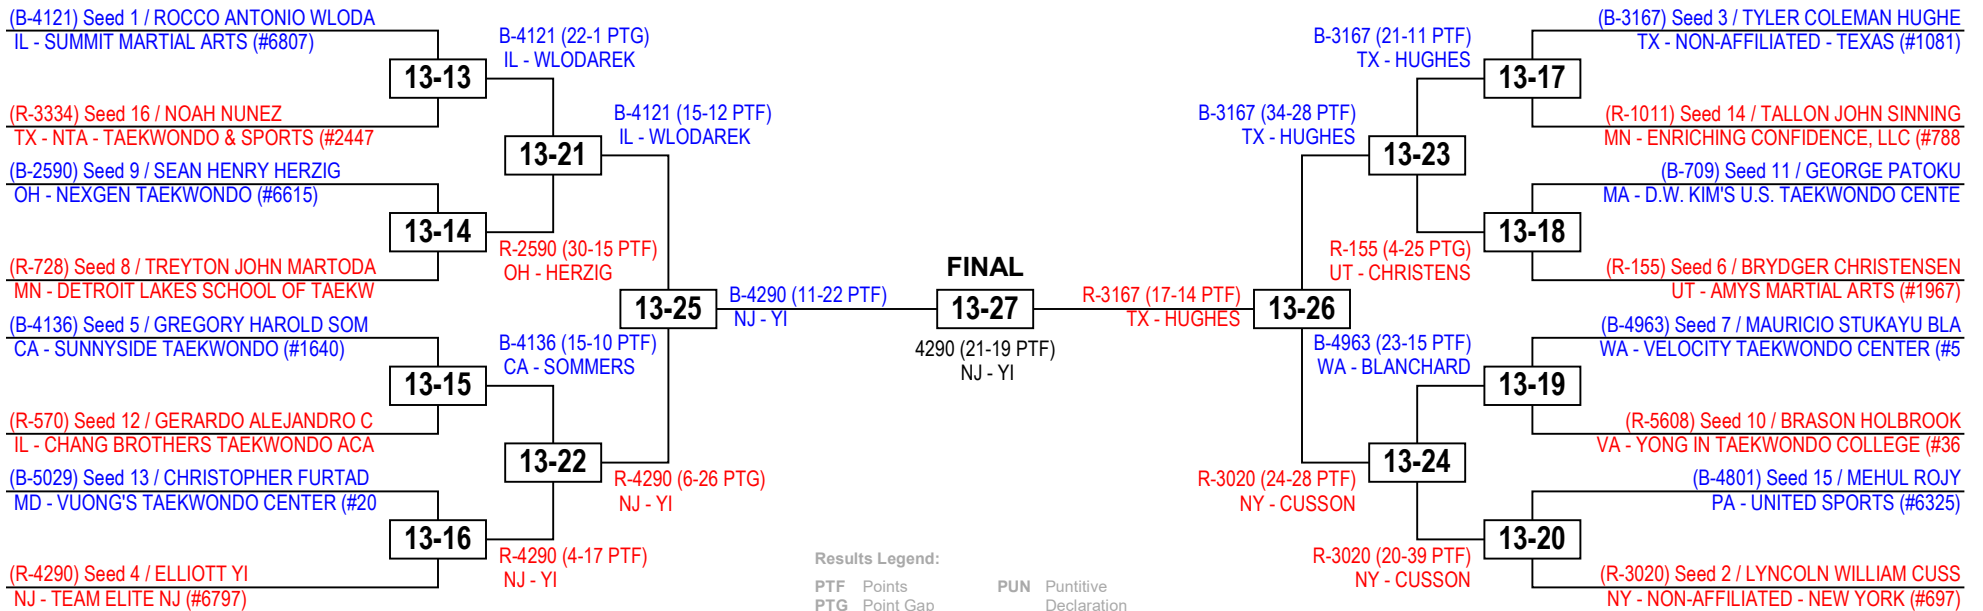 (B-4121) Seed 1 / ROCCO ANTONIO WLODA
IL - SUMMIT MARTIAL ARTS (#6807)
13-13
(R-3334) Seed 16 / NOAH NUNEZ
TX - NTA - TAEKWONDO & SPORTS (#2447
(B-2590) Seed 9 / SEAN HENRY HERZIG
OH - NEXGEN TAEKWONDO (#6615)
13-14
(R-728) Seed 8 / TREYTON JOHN MARTODA
MN - DETROIT LAKES SCHOOL OF TAEKW
(B-4136) Seed 5 / GREGORY HAROLD SOM
CA - SUNNYSIDE TAEKWONDO (#1640)
13-15
(R-570) Seed 12 / GERARDO ALEJANDRO C
IL - CHANG BROTHERS TAEKWONDO ACA
(B-5029) Seed 13 / CHRISTOPHER FURTAD
MD - VUONG'S TAEKWONDO CENTER (#20
13-16
(R-4290) Seed 4 / ELLIOTT YI
NJ - TEAM ELITE NJ (#6797)
B-4121 (22-1 PTG)
IL - WLODAREK
13-21
R-2590 (30-15 PTF)
OH - HERZIG
B-4136 (15-10 PTF)
CA - SOMMERS
13-22
R-4290 (4-17 PTF)
NJ - YI
B-4121 (15-12 PTF)
IL - WLODAREK
13-25
R-4290 (6-26 PTG)
NJ - YI
B-4290 (11-22 PTF)
NJ - YI
FINAL
13-27
4290 (21-19 PTF)
NJ - YI
R-3167 (17-14 PTF)
TX - HUGHES
B-3167 (34-28 PTF)
TX - HUGHES
13-26
R-3020 (24-28 PTF)
NY - CUSSON
B-3167 (21-11 PTF)
TX - HUGHES
13-23
R-155 (4-25 PTG)
UT - CHRISTENS
B-4963 (23-15 PTF)
WA - BLANCHARD
13-24
R-3020 (20-39 PTF)
NY - CUSSON
(B-3167) Seed 3 / TYLER COLEMAN HUGHE
TX - NON-AFFILIATED - TEXAS (#1081)
13-17
(R-1011) Seed 14 / TALLON JOHN SINNING
MN - ENRICHING CONFIDENCE, LLC (#788
(B-709) Seed 11 / GEORGE PATOKU
MA - D.W. KIM'S U.S. TAEKWONDO CENTE
13-18
(R-155) Seed 6 / BRYDGER CHRISTENSEN
UT - AMYS MARTIAL ARTS (#1967)
(B-4963) Seed 7 / MAURICIO STUKAYU BLA
WA - VELOCITY TAEKWONDO CENTER (#5
13-19
(R-5608) Seed 10 / BRASON HOLBROOK
VA - YONG IN TAEKWONDO COLLEGE (#36
(B-4801) Seed 15 / MEHUL ROJY
PA - UNITED SPORTS (#6325)
13-20
(R-3020) Seed 2 / LYNCOLN WILLIAM CUSS
NY - NON-AFFILIATED - NEW YORK (#697)
Results Legend:
PTF Points PUN Puntitive
PTG Point Gap Declaration